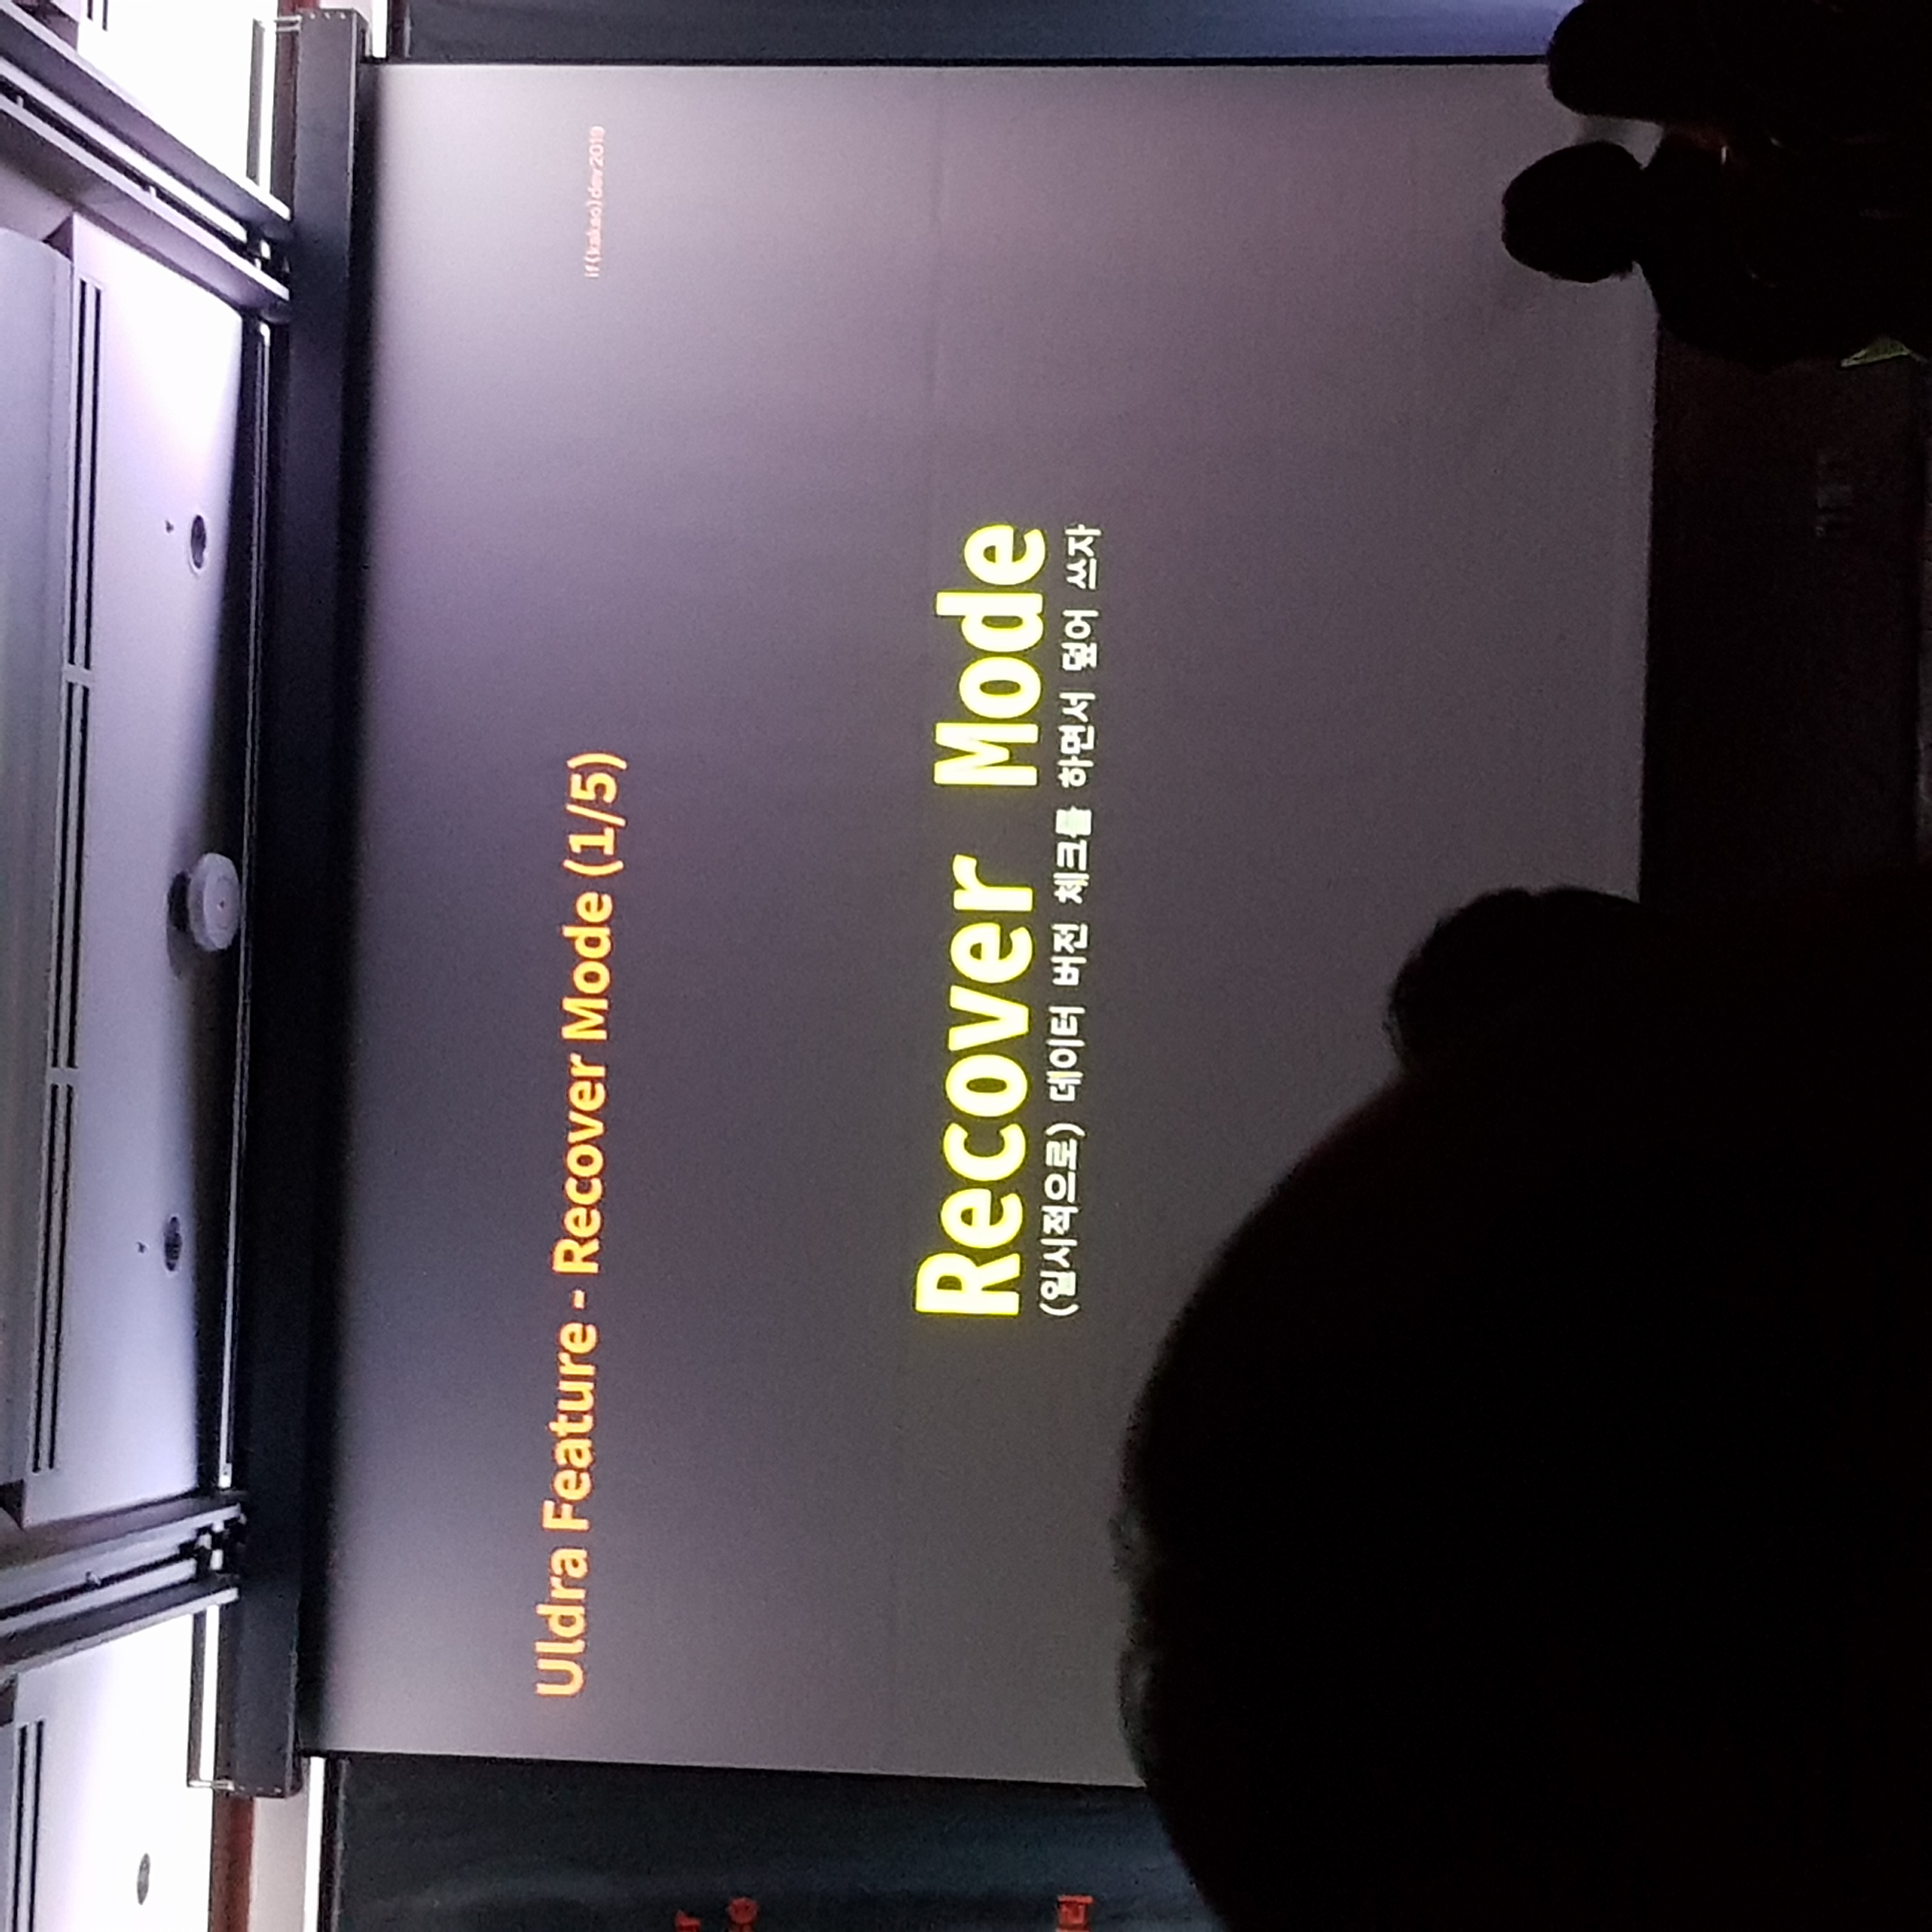 Uldra Feature - Recover Mode (1/5)
if(kakao)dev2019
Recover Mode
(일시적으로) 데이터 버전 체크를 하면서 덮어 쓰자